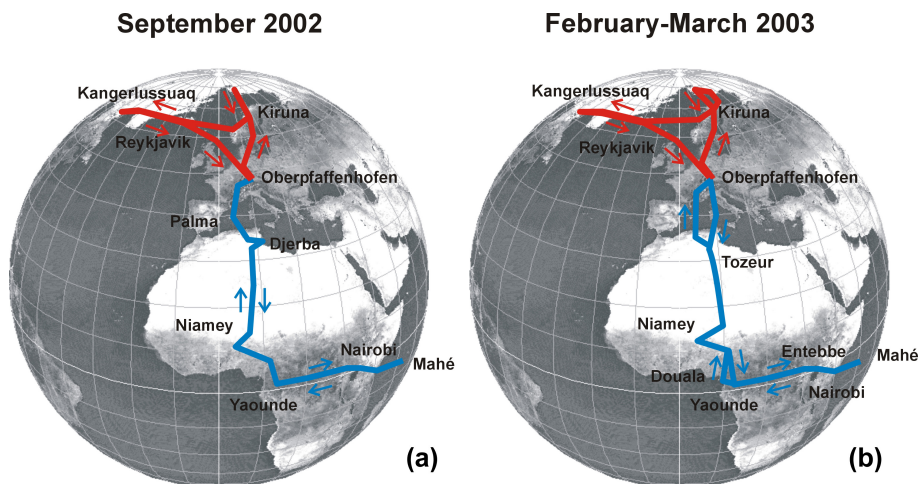 September 2002
Kangerlussuaq
Kiruna
Reykjavik
Oberpfaffenhofen
Palma
Djerba
Niamey
Nairobi
Mahé
Yaounde
(a)
February-March 2003
Kangerlussuaq
Kiruna
Reykjavik
Oberpfaffenhofen
Tozeur
Niamey
Entebbe
Mahé
Douala
Nairobi
Yaounde
(b)